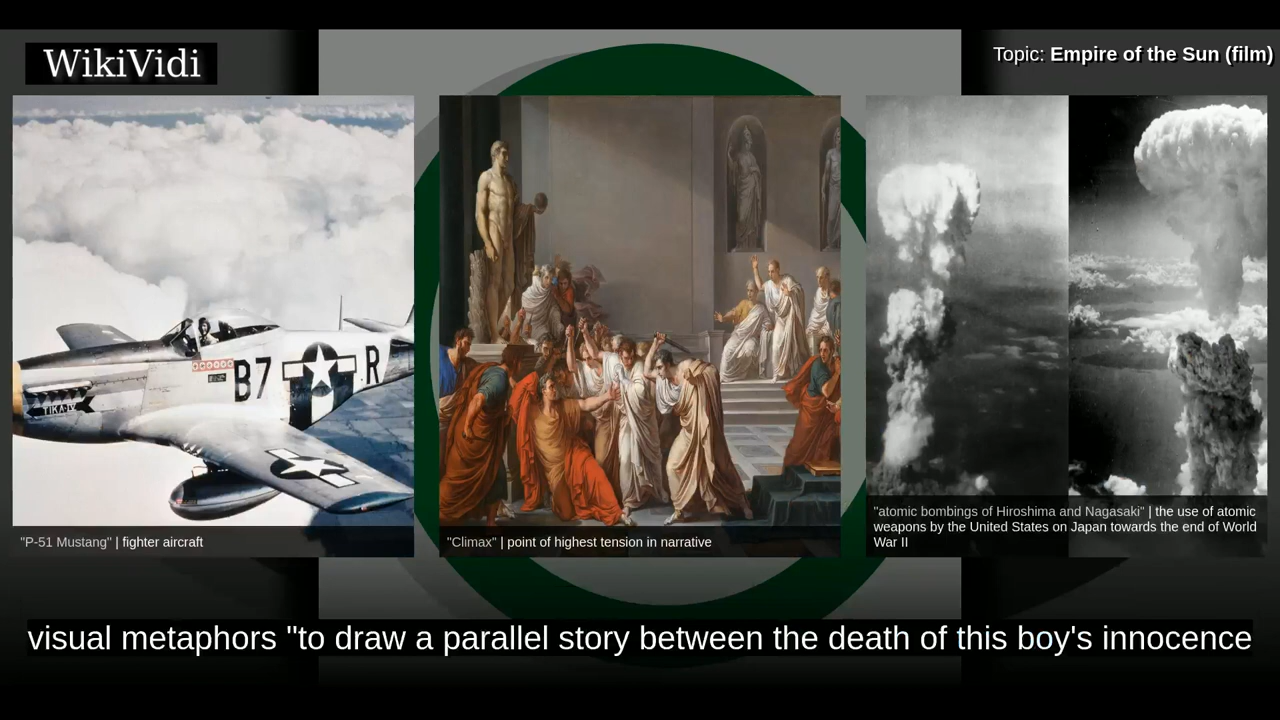 WikiVidi
Topic: Empire of the Sun (film)
B7
R
TIKA-IV
"P-51 Mustang" | fighter aircraft
"Climax" | point of highest tension in narrative
"atomic bombings of Hiroshima and Nagasaki" | the use of atomic
weapons by the United States on Japan towards the end of World
War II
visual metaphors "to draw a parallel story between the death of this boy's innocence